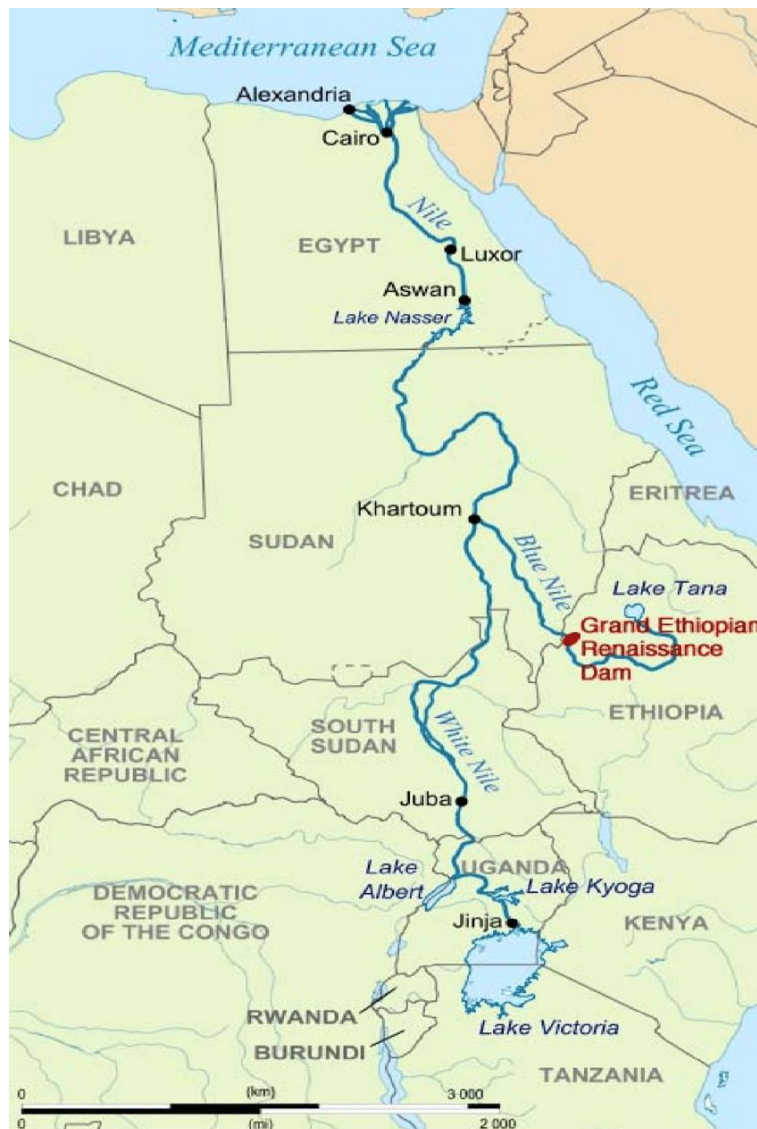 Mediterranean Sea
Alexandria
Cairo
Nile
LIBYA
EGYPT
Luxor
Aswan
Lake Nasser
Red Sea
CHAD
ERITREA
Khartoum
SUDAN
Blue Nile
Lake Tana
Grand Ethiopian
Renaissance
Dam
ETHIOPIA
CENTRAL
AFRICAN
REPUBLIC
SOUTH
SUDAN
White Nile
Juba
UGANDA
Lake
Albert
Lake Kyoga
DEMOCRATIC
REPUBLIC
OF THE CONGO
Jinja
KENYA
RWANDA
BURUNDI
Lake Victoria
TANZANIA
0 (km) 3 000
0 (mi) 2 000